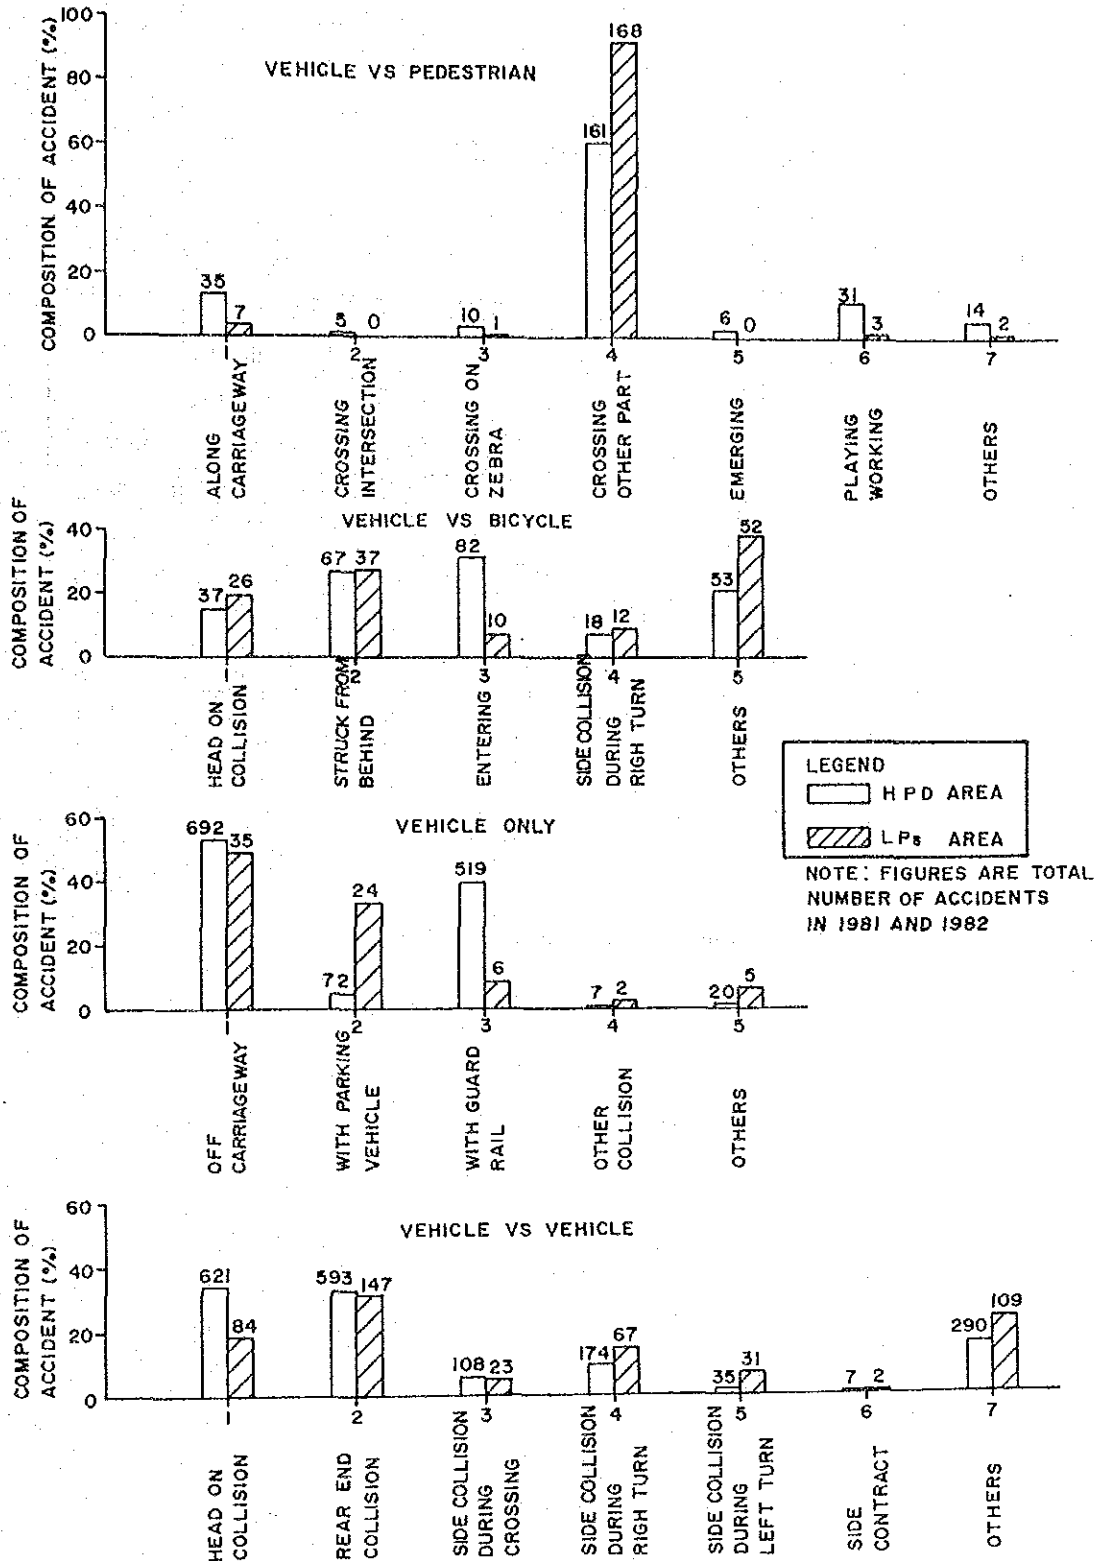 VEHICLE VS PEDESTRIAN
COMPOSITION OF ACCIDENT (%)
100
80
60
40
20
0
35
7
5
0
10
1
161
168
6
0
31
3
14
2
1
2
3
4
5
6
7
ALONG
CARRIAGEWAY
CROSSING
INTERSECTION
CROSSING ON
ZEBRA
CROSSING
OTHER PART
EMERGING
PLAYING
WORKING
OTHERS
VEHICLE VS BICYCLE
COMPOSITION OF
ACCIDENT (%)
40
20
0
37
26
67
37
82
10
18
12
53
52
1
2
3
4
5
HEAD ON
COLLISION
STRUCK FROM
BEHIND
ENTERING
SIDE COLLISION
DURING
RIGH TURN
OTHERS
LEGEND
HPD AREA
LPs AREA
NOTE: FIGURES ARE TOTAL
NUMBER OF ACCIDENTS
IN 1981 AND 1982
VEHICLE ONLY
COMPOSITION OF
ACCIDENT (%)
60
40
20
0
692
35
72
24
519
6
7
2
20
5
1
2
3
4
5
OFF
CARRIAGEWAY
WITH PARKING
VEHICLE
WITH GUARD
RAIL
OTHER
COLLISION
OTHERS
VEHICLE VS VEHICLE
COMPOSITION OF
ACCIDENT (%)
60
40
20
0
621
84
593
147
108
23
174
67
35
31
7
2
290
109
1
2
3
4
5
6
7
HEAD ON
COLLISION
REAR END
COLLISION
SIDE COLLISION
DURING
CROSSING
SIDE COLLISION
DURING
RIGH TURN
SIDE COLLISION
DURING
LEFT TURN
SIDE
CONTRACT
OTHERS